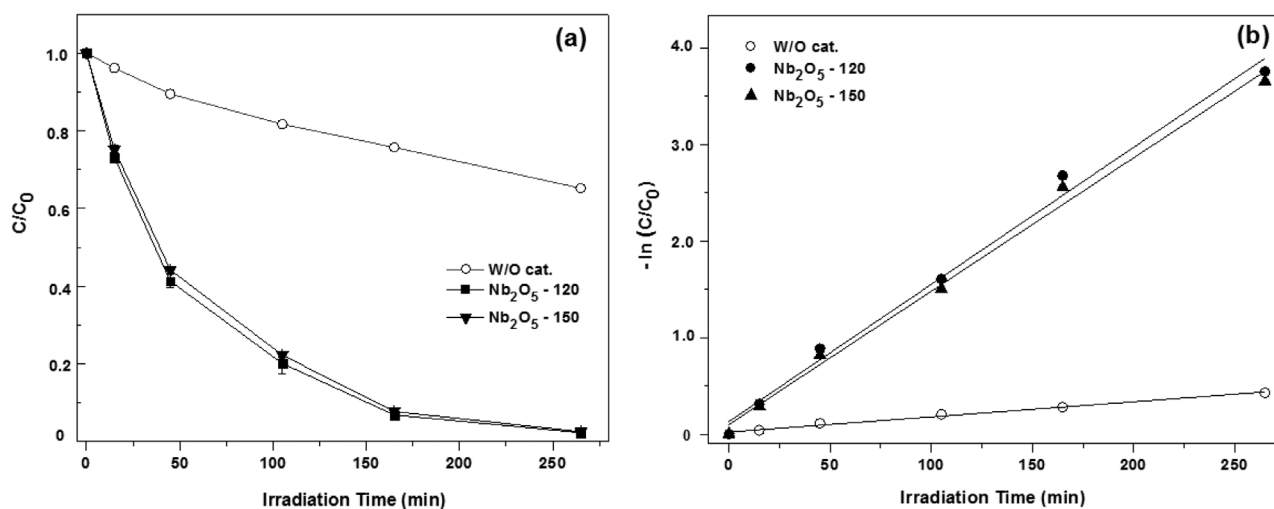 (a)
C/C0
1.0
0.8
0.6
0.4
0.2
0
W/O cat.
Nb2O5 - 120
Nb2O5 - 150
0 50 100 150 200 250
Irradiation Time (min)
(b)
- ln (C/C0)
4.0
3.0
2.0
1.0
0
W/O cat.
Nb2O5 - 120
Nb2O5 - 150
0 50 100 150 200 250
Irradiation Time (min)